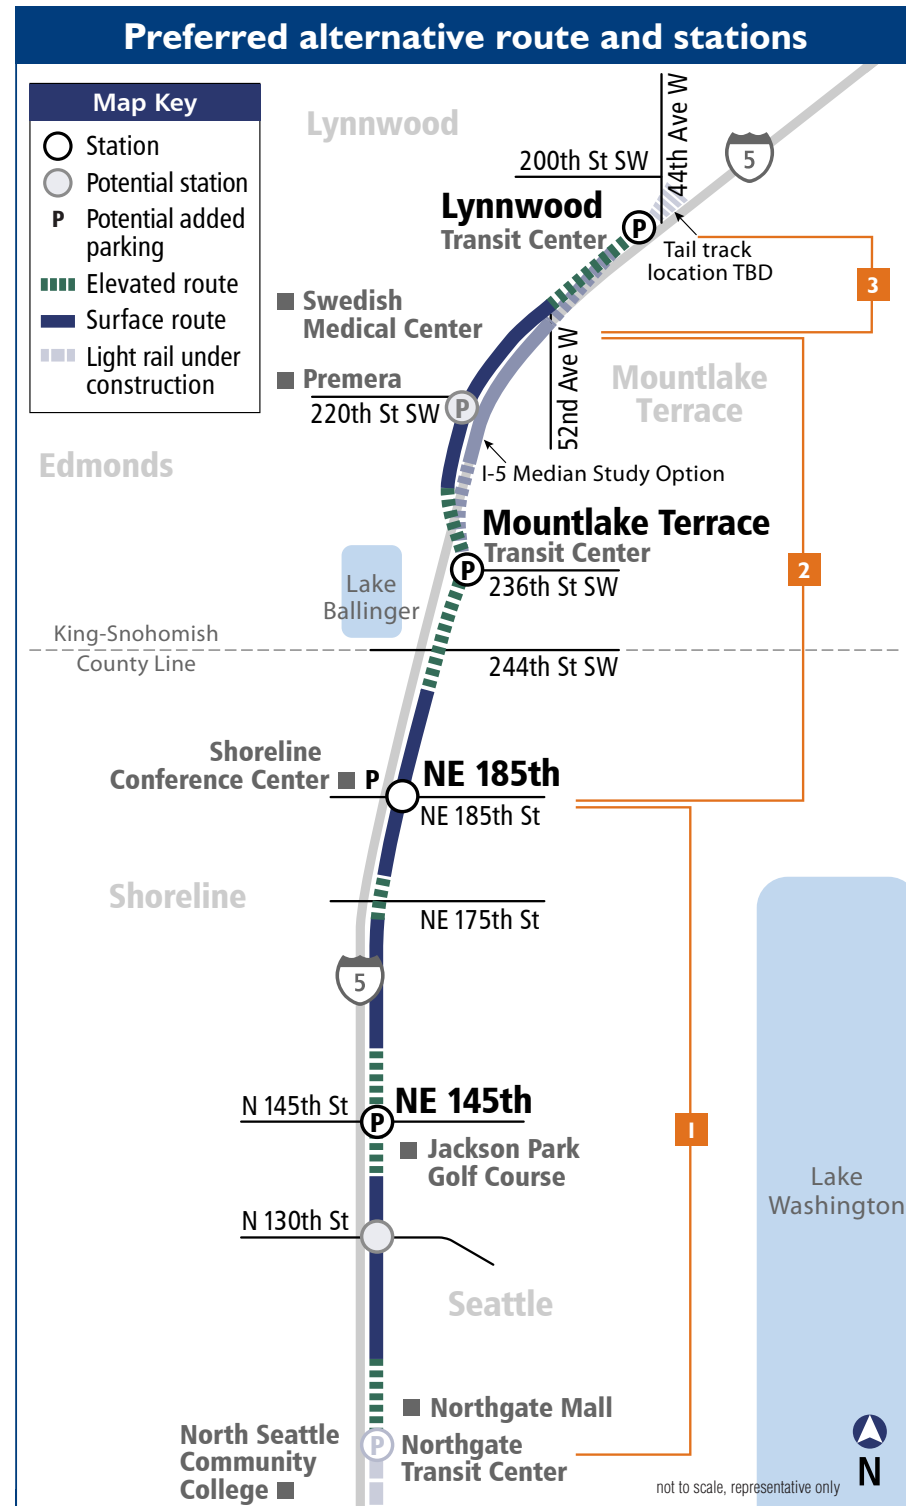 Preferred alternative route and stations
Map Key
Station
Potential station
P Potential added
parking
Elevated route
Surface route
Light rail under
construction
Lynnwood
44th Ave W
5
200th St SW
Lynnwood
Transit Center
P
Tail track
location TBD
3
Swedish
Medical Center
Premera
220th St SW
P
52nd Ave W
Mountlake
Terrace
Edmonds
I-5 Median Study Option
Mountlake Terrace
Transit Center
P
236th St SW
2
Lake
Ballinger
King-Snohomish
County Line
244th St SW
Shoreline
Conference Center
P
NE 185th
NE 185th St
Shoreline
NE 175th St
5
N 145th St
NE 145th
P
1
Jackson Park
Golf Course
Lake
Washington
N 130th St
Seattle
Northgate Mall
North Seattle
Community
College
P
Northgate
Transit Center
not to scale, representative only
N